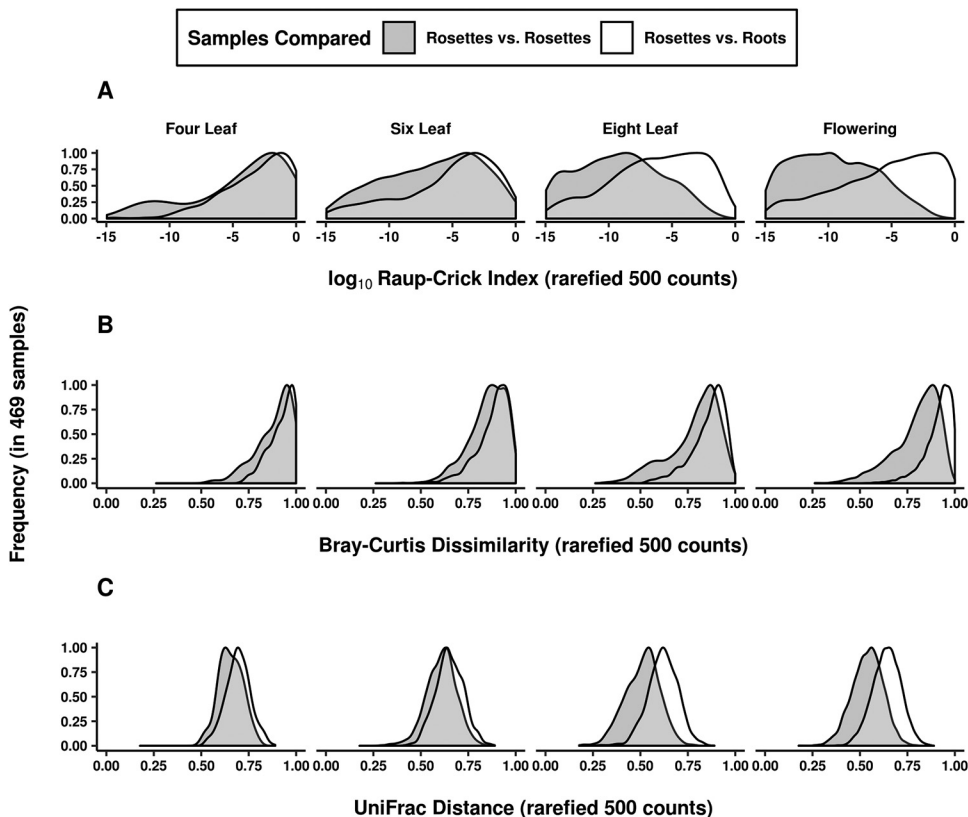 Samples Compared Rosettes vs. Rosettes Rosettes vs. Roots
A
Four Leaf Six Leaf Eight Leaf Flowering
1.00
0.75
0.50
0.25
0.00
-15 -10 -5 0 -15 -10 -5 0 -15 -10 -5 0 -15 -10 -5 0
log10 Raup-Crick Index (rarefied 500 counts)
Frequency (in 469 samples)
B
1.00
0.75
0.50
0.25
0.00
0.00 0.25 0.50 0.75 1.00 0.00 0.25 0.50 0.75 1.00 0.00 0.25 0.50 0.75 1.00 0.00 0.25 0.50 0.75 1.00
Bray-Curtis Dissimilarity (rarefied 500 counts)
C
1.00
0.75
0.50
0.25
0.00
0.00 0.25 0.50 0.75 1.00 0.00 0.25 0.50 0.75 1.00 0.00 0.25 0.50 0.75 1.00 0.00 0.25 0.50 0.75 1.00
UniFrac Distance (rarefied 500 counts)